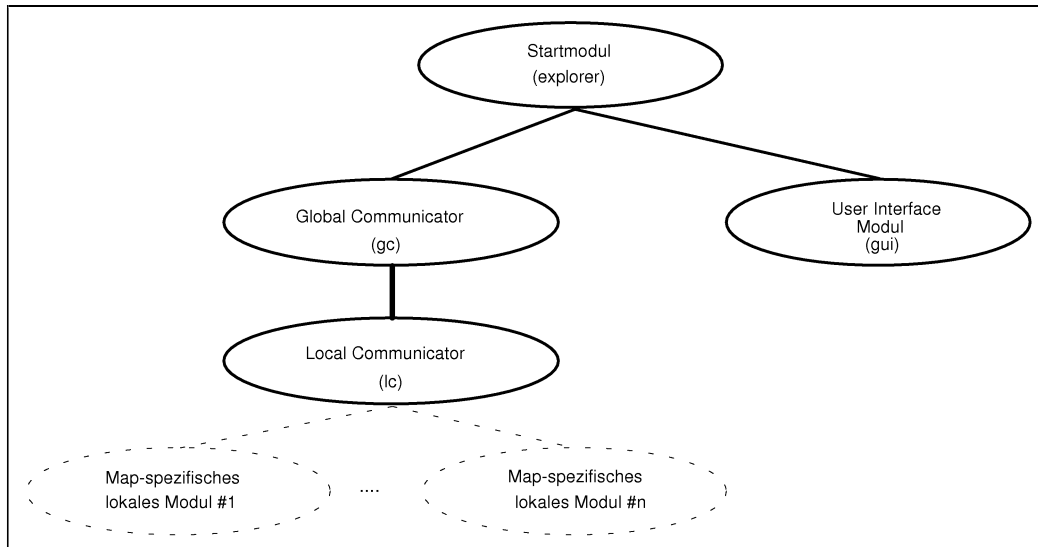 Startmodul
(explorer)
Global Communicator
(gc)
User Interface
Modul
(gui)
Local Communicator
(lc)
Map-spezifisches
lokales Modul #1
....
Map-spezifisches
lokales Modul #n